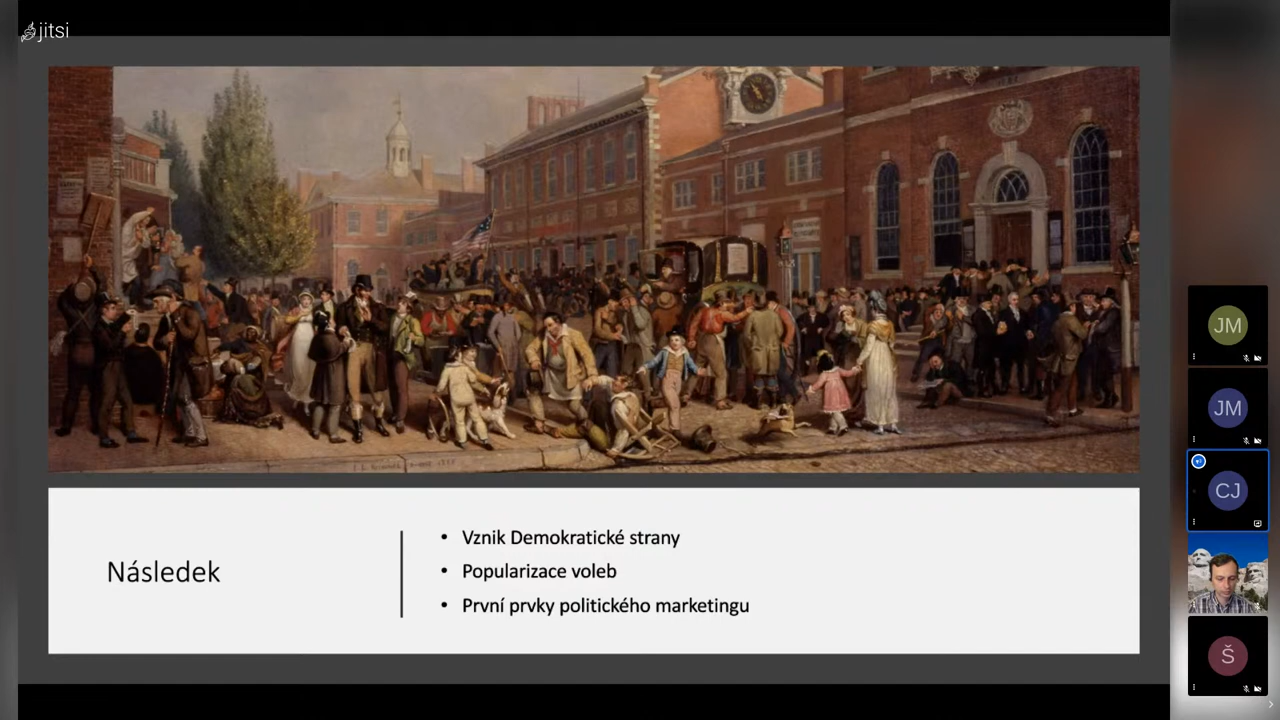 jitsi
Následek
• Vznik Demokratické strany
• Popularizace voleb
• První prvky politického marketingu
JM
JM
CJ
Š